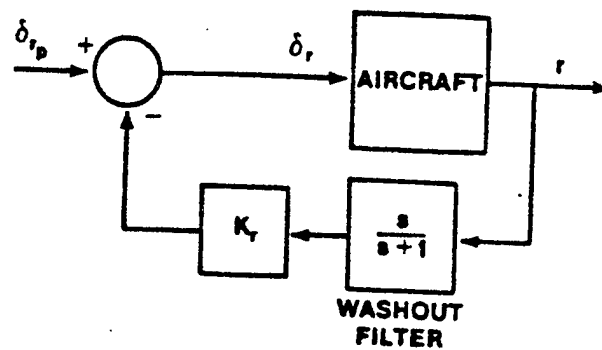 δrp
+
δr
AIRCRAFT
r
−
Kr
s
s + 1
WASHOUT
FILTER